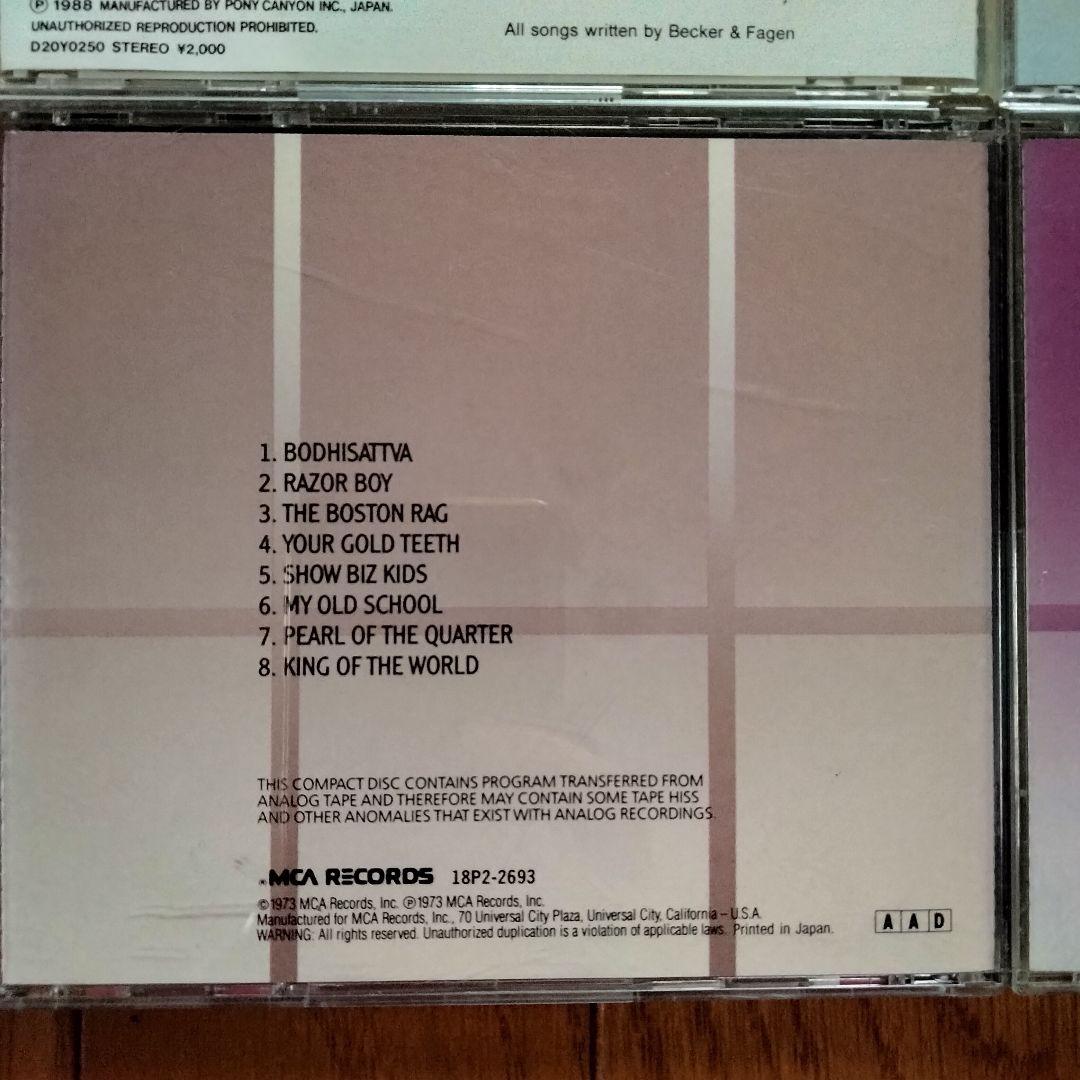 Ⓟ 1988 MANUFACTURED BY PONY CANYON INC., JAPAN.
UNAUTHORIZED REPRODUCTION PROHIBITED.
D20Y0250 STEREO ¥2,000
All songs written by Becker & Fagen
1. BODHISATTVA
2. RAZOR BOY
3. THE BOSTON RAG
4. YOUR GOLD TEETH
5. SHOW BIZ KIDS
6. MY OLD SCHOOL
7. PEARL OF THE QUARTER
8. KING OF THE WORLD
THIS COMPACT DISC CONTAINS PROGRAM TRANSFERRED FROM
ANALOG TAPE AND THEREFORE MAY CONTAIN SOME TAPE HISS
AND OTHER ANOMALIES THAT EXIST WITH ANALOG RECORDINGS.
MCA RECORDS 18P2-2693
©1973 MCA Records, Inc. Ⓟ1973 MCA Records, Inc.
Manufactured for MCA Records, Inc., 70 Universal City Plaza, Universal City, California – U.S.A.
WARNING: All rights reserved. Unauthorized duplication is a violation of applicable laws. Printed in Japan.
A A D